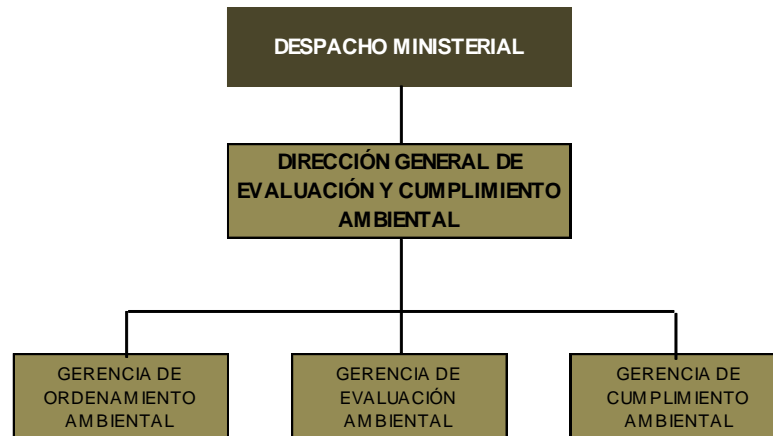 DESPACHO MINISTERIAL
DIRECCIÓN GENERAL DE
EVALUACIÓN Y CUMPLIMIENTO
AMBIENTAL
GERENCIA DE
ORDENAMIENTO
AMBIENTAL
GERENCIA DE
EVALUACIÓN
AMBIENTAL
GERENCIA DE
CUMPLIMIENTO
AMBIENTAL